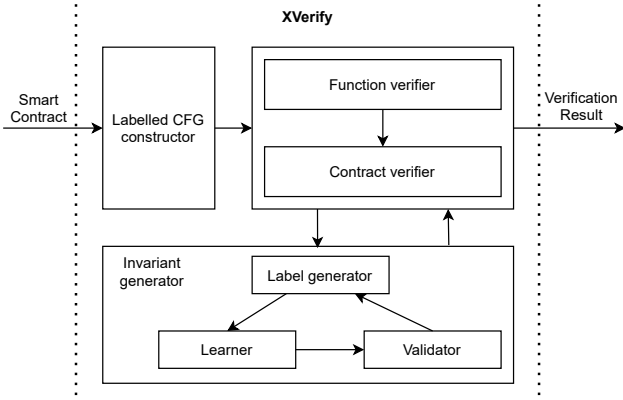 XVerify
Smart
Contract
Labelled CFG
constructor
Function verifier
Contract verifier
Verification
Result
Invariant
generator
Label generator
Learner
Validator